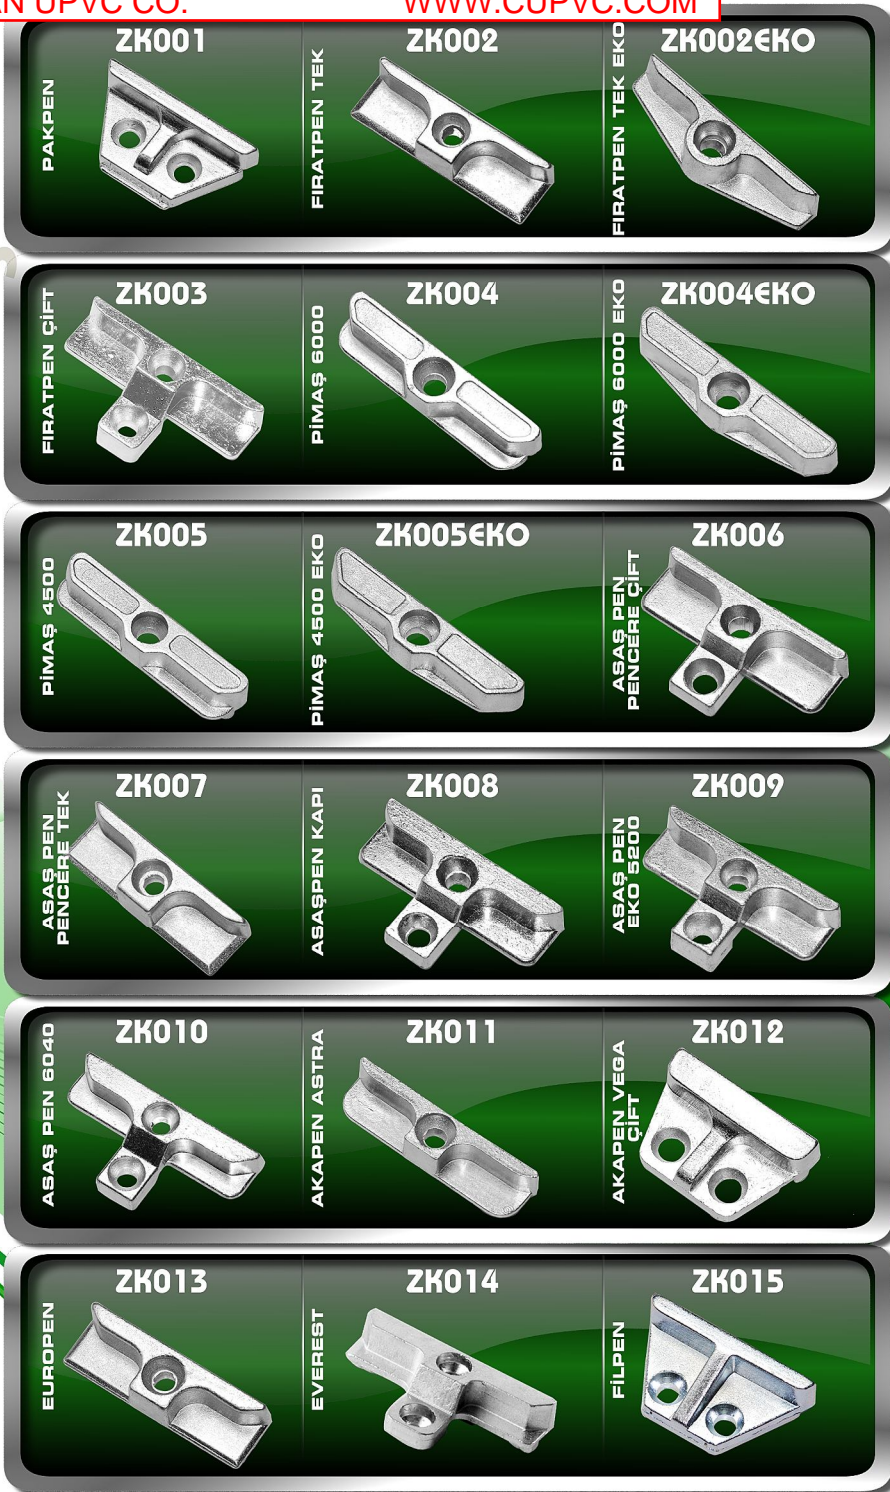 UPVC CO. WWW.CUPVC.COM
ZK001
PAKPEN
ZK002
FIRATPEN TEK
ZK002EKO
FIRATPEN TEK EKO
ZK003
FIRATPEN ÇİFT
ZK004
PİMAŞ 6000
ZK004EKO
PİMAŞ 6000 EKO
ZK005
PİMAŞ 4500
ZK005EKO
PİMAŞ 4500 EKO
ZK006
ASAŞ PEN
PENCERE ÇİFT
ZK007
ASAŞ PEN
PENCERE TEK
ZK008
ASAŞPEN KAPI
ZK009
ASAŞ PEN
EKO 5200
ZK010
ASAŞ PEN 6040
ZK011
AKAPEN ASTRA
ZK012
AKAPEN VEGA
ÇİFT
ZK013
EUROPEN
ZK014
EVEREST
ZK015
FİLPEN